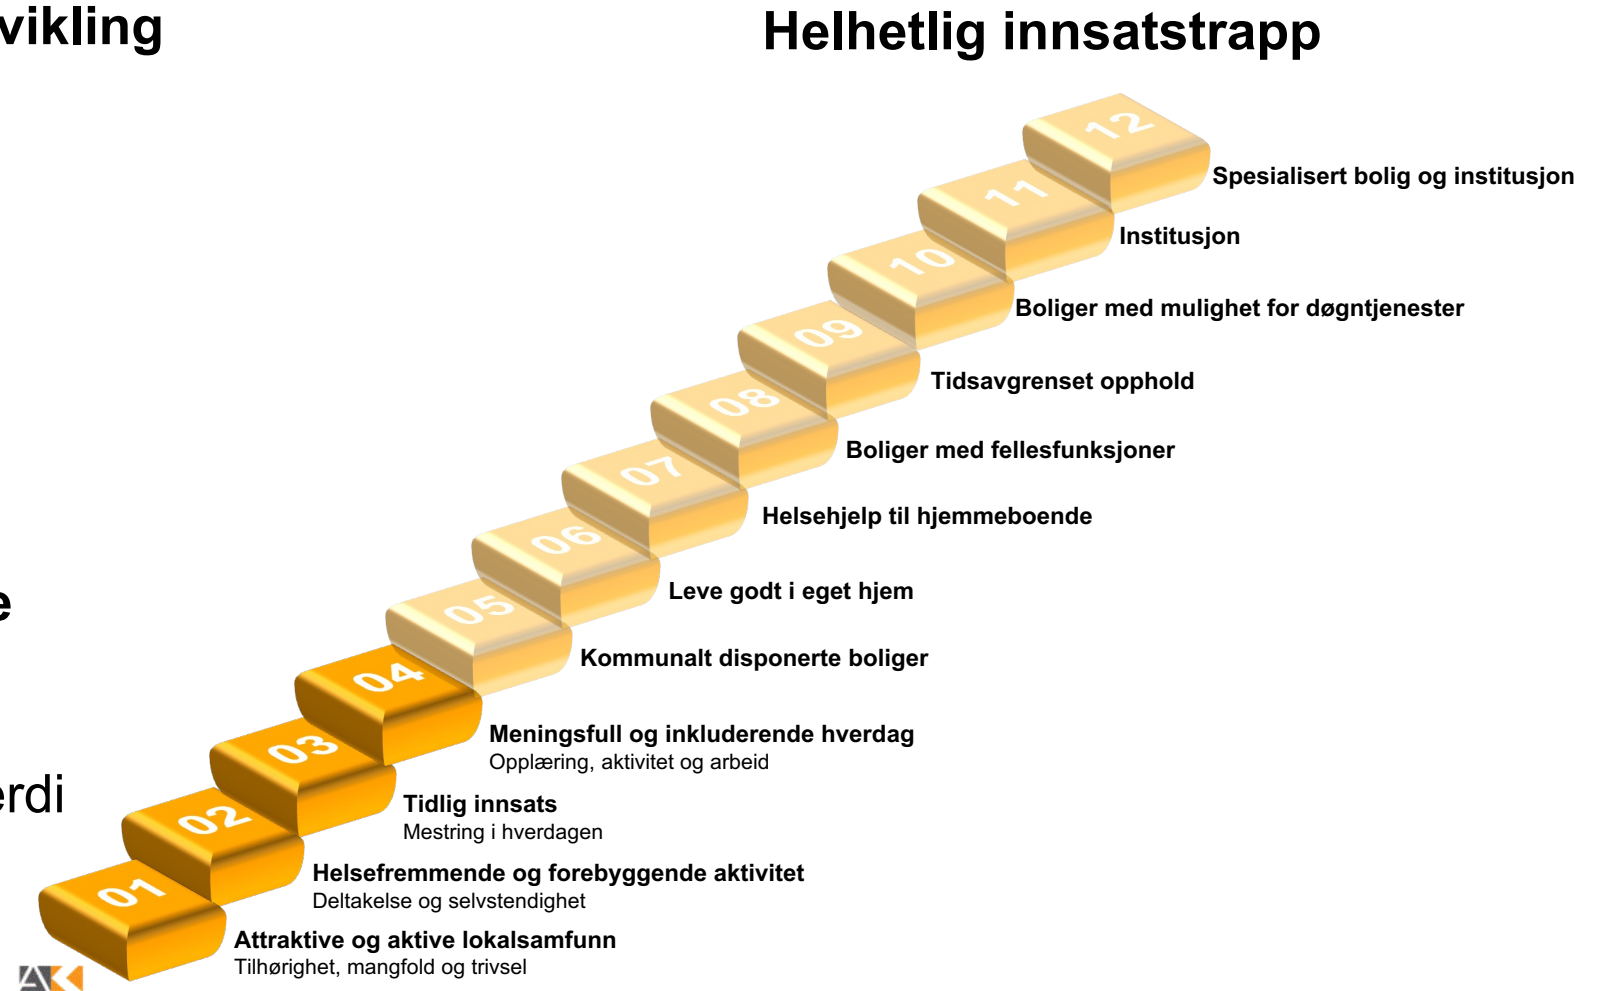 vikling
Helhetlig innsatstrapp
12
Spesialisert bolig og institusjon
11
Institusjon
10
Boliger med mulighet for døgntjenester
09
Tidsavgrenset opphold
08
Boliger med fellesfunksjoner
07
Helsehjelp til hjemmeboende
06
Leve godt i eget hjem
e
05
Kommunalt disponerte boliger
04
Meningsfull og inkluderende hverdag
Opplæring, aktivitet og arbeid
erdi
03
Tidlig innsats
Mestring i hverdagen
02
Helsefremmende og forebyggende aktivitet
Deltakelse og selvstendighet
01
Attraktive og aktive lokalsamfunn
Tilhørighet, mangfold og trivsel